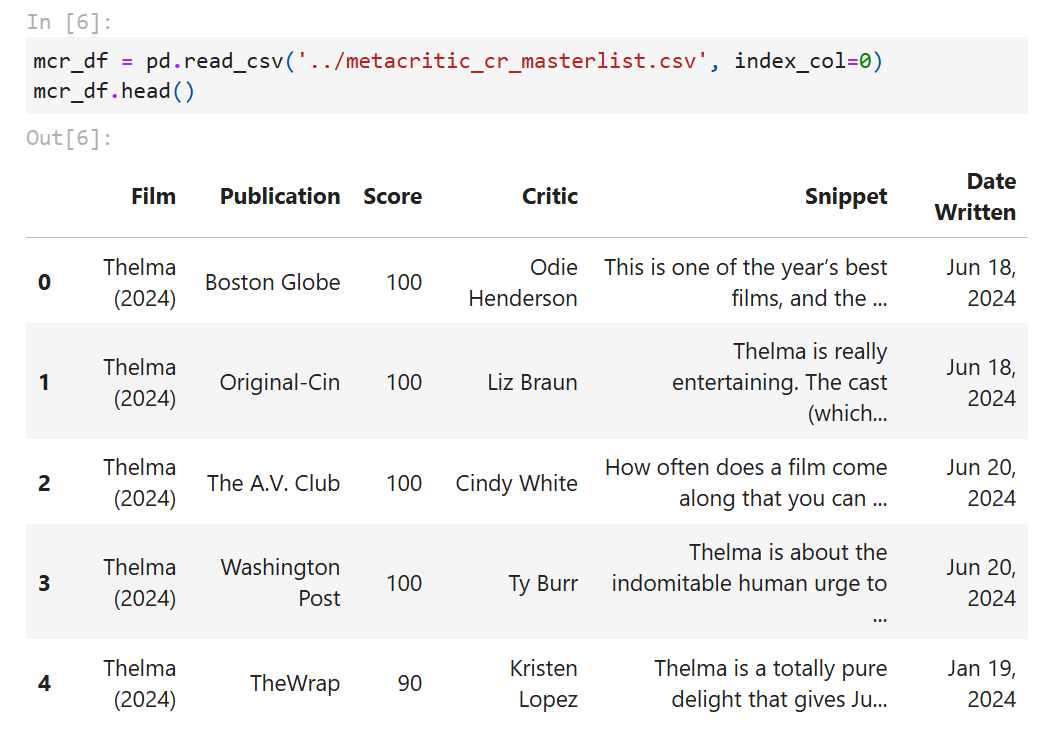 In [6]:
mcr_df = pd.read_csv('../metacritic_cr_masterlist.csv', index_col=0)
mcr_df.head()
Out[6]:
Film Publication Score Critic Snippet Date Written
0 Thelma (2024) Boston Globe 100 Odie Henderson This is one of the year’s best films, and the ... Jun 18, 2024
1 Thelma (2024) Original-Cin 100 Liz Braun Thelma is really entertaining. The cast (which... Jun 18, 2024
2 Thelma (2024) The A.V. Club 100 Cindy White How often does a film come along that you can ... Jun 20, 2024
3 Thelma (2024) Washington Post 100 Ty Burr Thelma is about the indomitable human urge to ... Jun 20, 2024
4 Thelma (2024) TheWrap 90 Kristen Lopez Thelma is a totally pure delight that gives Ju... Jan 19, 2024